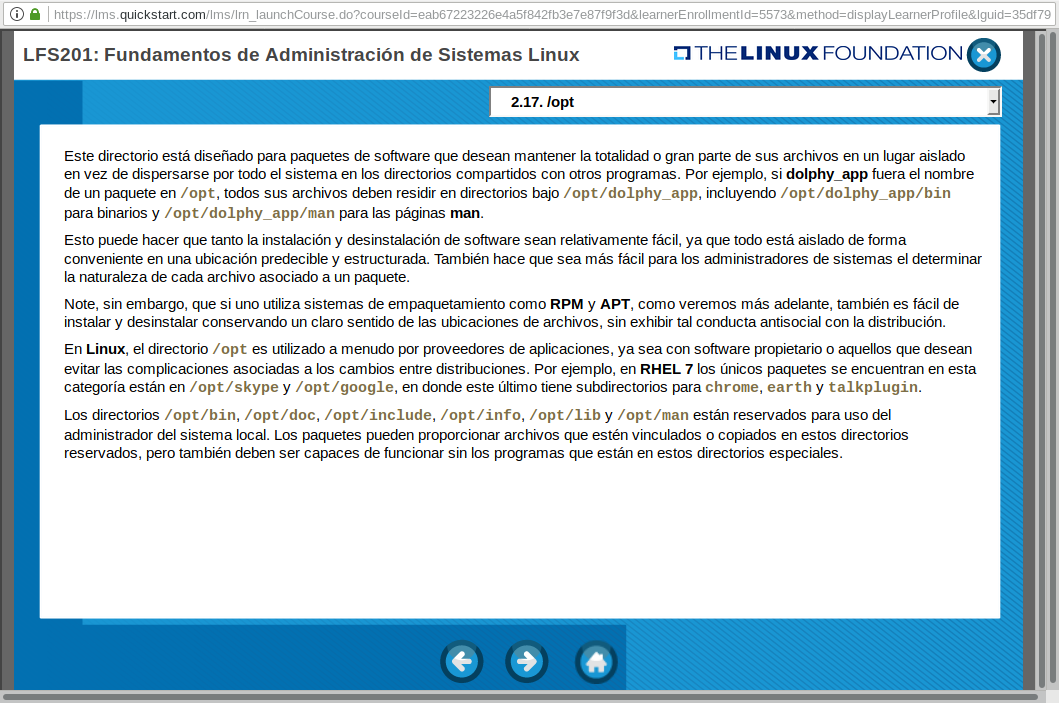 https://lms.quickstart.com/lms/lrn_launchCourse.do?courseId=eab67223226e4a5f842fb3e7e87f9f3d&learnerEnrollmentId=5573&method=displayLearnerProfile&lguid=35df79
LFS201: Fundamentos de Administración de Sistemas Linux
THE LINUX FOUNDATION
2.17. /opt
Este directorio está diseñado para paquetes de software que desean mantener la totalidad o gran parte de sus archivos en un lugar aislado
en vez de dispersarse por todo el sistema en los directorios compartidos con otros programas. Por ejemplo, si dolphy_app fuera el nombre
de un paquete en /opt, todos sus archivos deben residir en directorios bajo /opt/dolphy_app, incluyendo /opt/dolphy_app/bin
para binarios y /opt/dolphy_app/man para las páginas man.
Esto puede hacer que tanto la instalación y desinstalación de software sean relativamente fácil, ya que todo está aislado de forma
conveniente en una ubicación predecible y estructurada. También hace que sea más fácil para los administradores de sistemas el determinar
la naturaleza de cada archivo asociado a un paquete.
Note, sin embargo, que si uno utiliza sistemas de empaquetamiento como RPM y APT, como veremos más adelante, también es fácil de
instalar y desinstalar conservando un claro sentido de las ubicaciones de archivos, sin exhibir tal conducta antisocial con la distribución.
En Linux, el directorio /opt es utilizado a menudo por proveedores de aplicaciones, ya sea con software propietario o aquellos que desean
evitar las complicaciones asociadas a los cambios entre distribuciones. Por ejemplo, en RHEL 7 los únicos paquetes se encuentran en esta
categoría están en /opt/skype y /opt/google, en donde este último tiene subdirectorios para chrome, earth y talkplugin.
Los directorios /opt/bin, /opt/doc, /opt/include, /opt/info, /opt/lib y /opt/man están reservados para uso del
administrador del sistema local. Los paquetes pueden proporcionar archivos que estén vinculados o copiados en estos directorios
reservados, pero también deben ser capaces de funcionar sin los programas que están en estos directorios especiales.